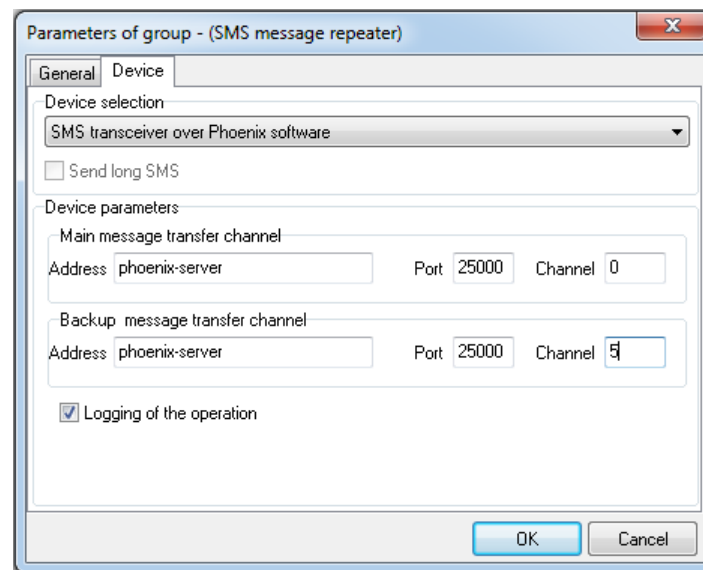 Parameters of group - (SMS message repeater)
General Device
Device selection
SMS transceiver over Phoenix software
Send long SMS
Device parameters
Main message transfer channel
Address phoenix-server Port 25000 Channel 0
Backup message transfer channel
Address phoenix-server Port 25000 Channel 5
Logging of the operation
OK Cancel